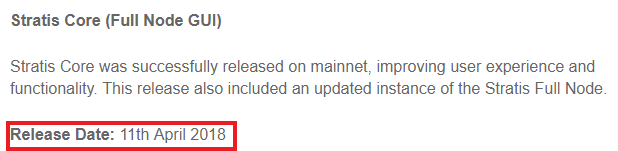 Stratis Core (Full Node GUI)
Stratis Core was successfully released on mainnet, improving user experience and
functionality. This release also included an updated instance of the Stratis Full Node.
Release Date: 11th April 2018